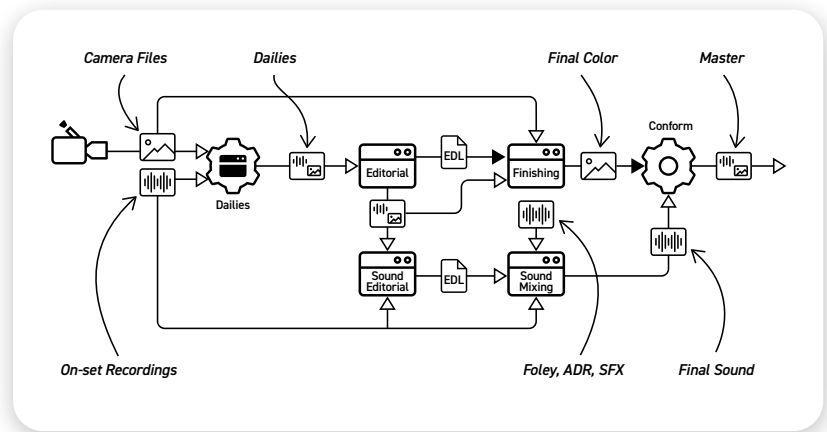 Camera Files
Dailies
Final Color
Master
Conform
EDL
Editorial
Finishing
Dailies
Sound
Editorial
EDL
Sound
Mixing
On-set Recordings
Foley, ADR, SFX
Final Sound